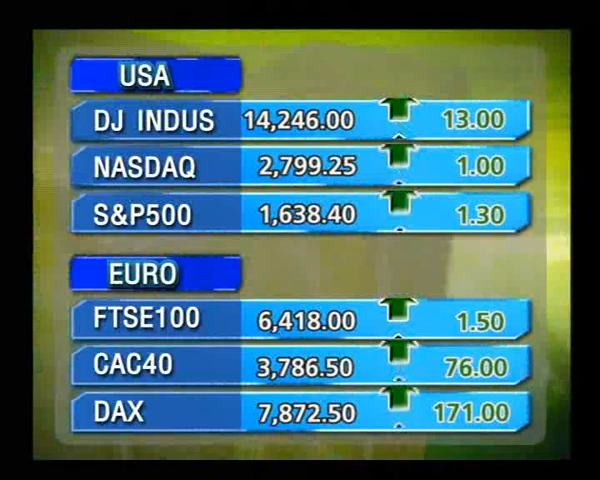 USA
DJ INDUS 14,246.00 13.00
NASDAQ 2,799.25 1.00
S&P500 1,638.40 1.30
EURO
FTSE100 6,418.00 1.50
CAC40 3,786.50 76.00
DAX 7,872.50 171.00